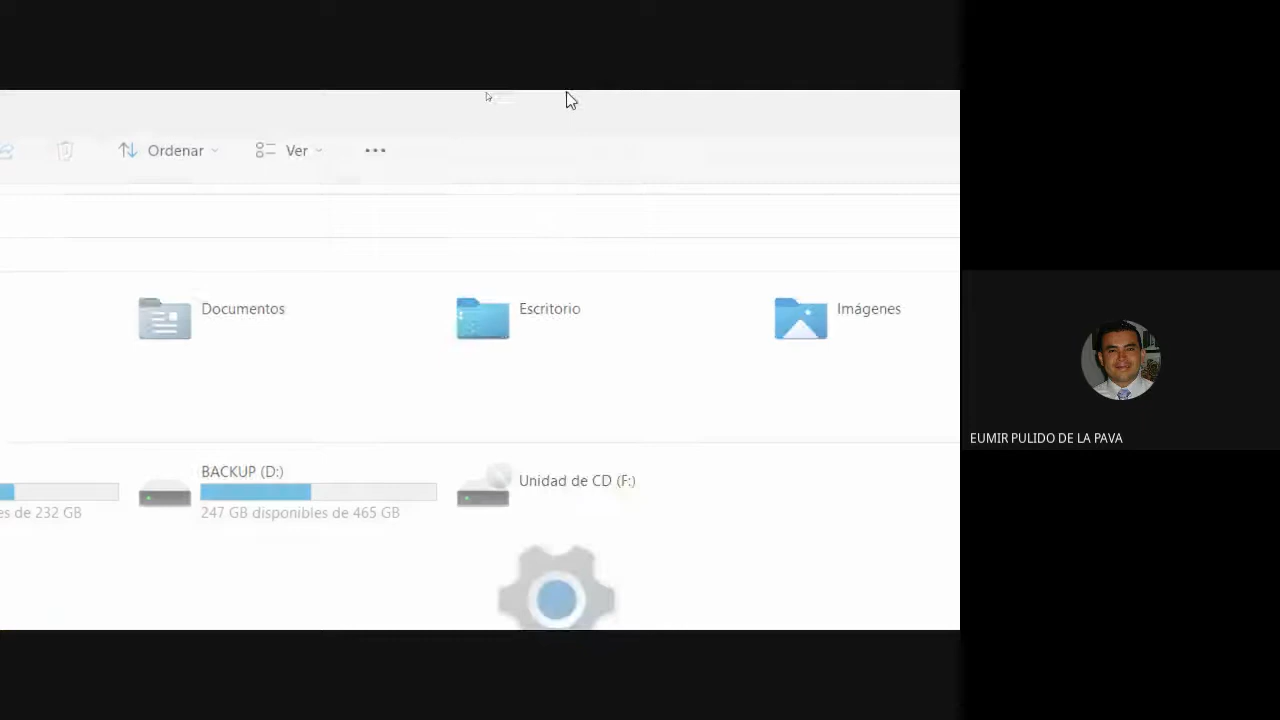 Ordenar
Ver
Documentos
Escritorio
Imágenes
BACKUP (D:)
Unidad de CD (F:)
es de 232 GB
247 GB disponibles de 465 GB
EUMIR PULIDO DE LA PAVA